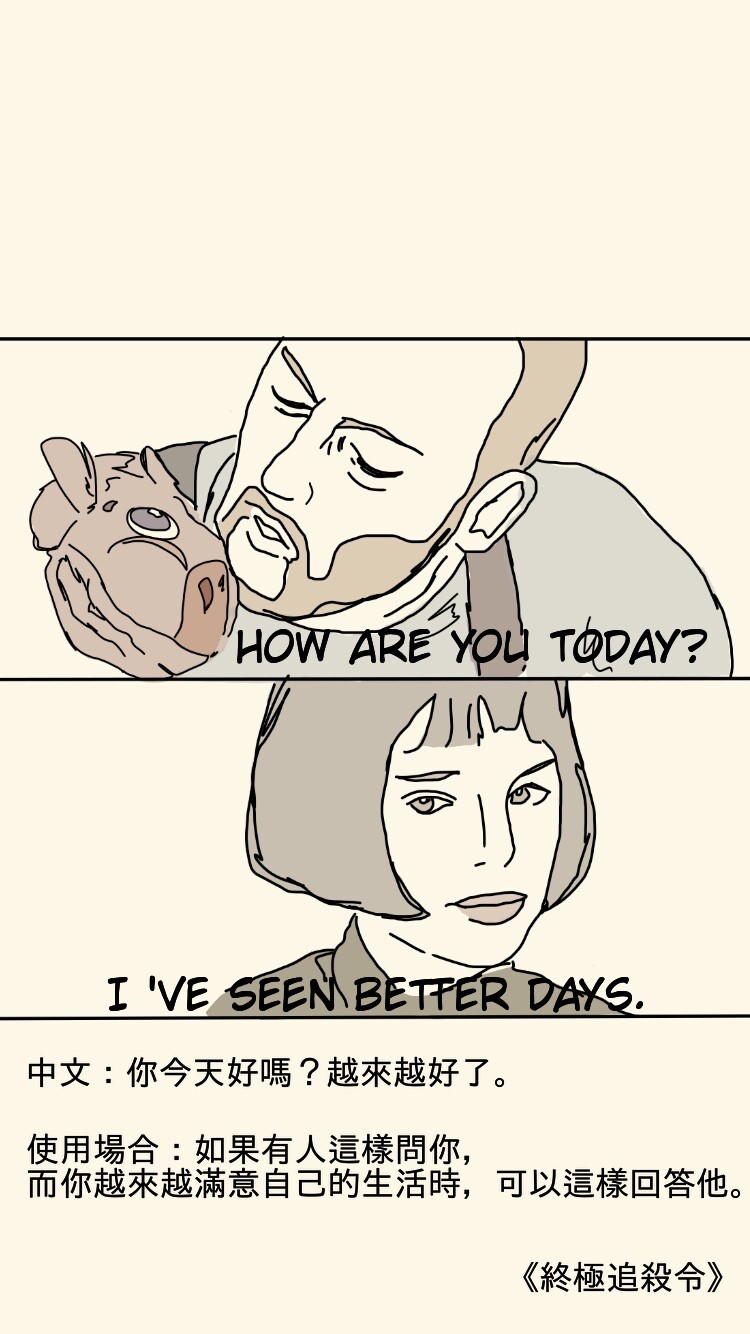 HOW ARE YOU TODAY?
I 'VE SEEN BETTER DAYS.
中文：你今天好嗎？越來越好了。
使用場合：如果有人這樣問你，
而你越來越滿意自己的生活時，可以這樣回答他。
《終極追殺令》